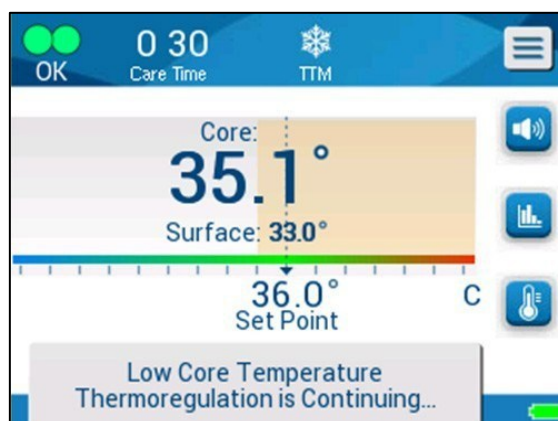 OK
0 30
Care Time
TTM
Core:
35.1°
Surface: 33.0°
36.0°
C
Set Point
Low Core Temperature
Thermoregulation is Continuing...